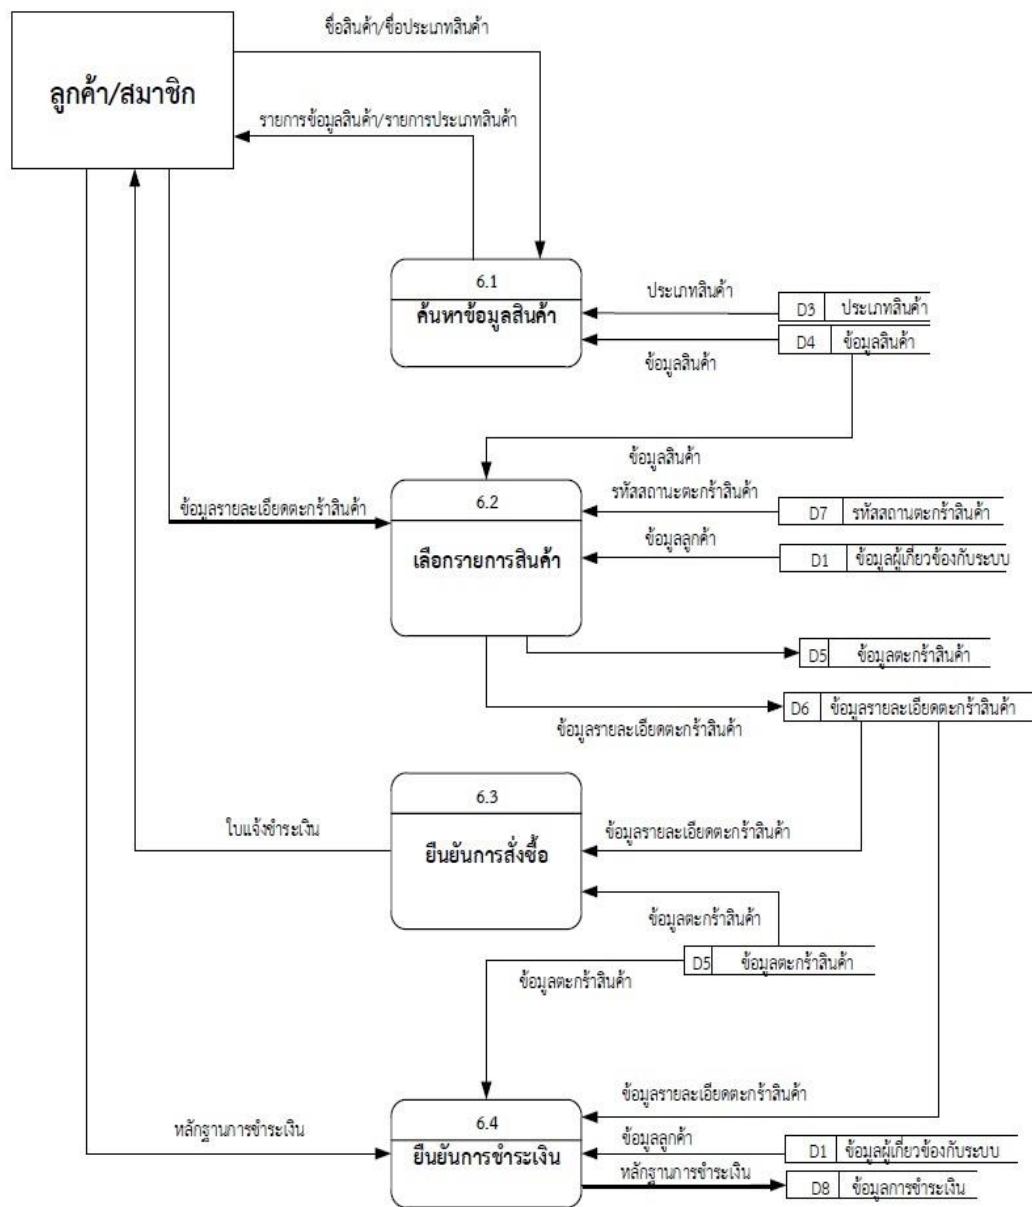 ชื่อสินค้า/ชื่อประเภทสินค้า
ลูกค้า/สมาชิก
รายการข้อมูลสินค้า/รายการประเภทสินค้า
6.1
ค้นหาข้อมูลสินค้า
ประเภทสินค้า
D3 ประเภทสินค้า
D4 ข้อมูลสินค้า
ข้อมูลสินค้า
ข้อมูลสินค้า
ข้อมูลรายละเอียดตะกร้าสินค้า
6.2
เลือกรายการสินค้า
รหัสสถานะตะกร้าสินค้า
D7 รหัสสถานตะกร้าสินค้า
ข้อมูลลูกค้า
D1 ข้อมูลผู้เกี่ยวข้องกับระบบ
D5 ข้อมูลตะกร้าสินค้า
D6 ข้อมูลรายละเอียดตะกร้าสินค้า
ข้อมูลรายละเอียดตะกร้าสินค้า
6.3
ยืนยันการสั่งซื้อ
ใบแจ้งชำระเงิน
ข้อมูลรายละเอียดตะกร้าสินค้า
ข้อมูลตะกร้าสินค้า
D5 ข้อมูลตะกร้าสินค้า
ข้อมูลตะกร้าสินค้า
ข้อมูลรายละเอียดตะกร้าสินค้า
หลักฐานการชำระเงิน
6.4
ยืนยันการชำระเงิน
ข้อมูลลูกค้า
D1 ข้อมูลผู้เกี่ยวข้องกับระบบ
หลักฐานการชำระเงิน
D8 ข้อมูลการชำระเงิน